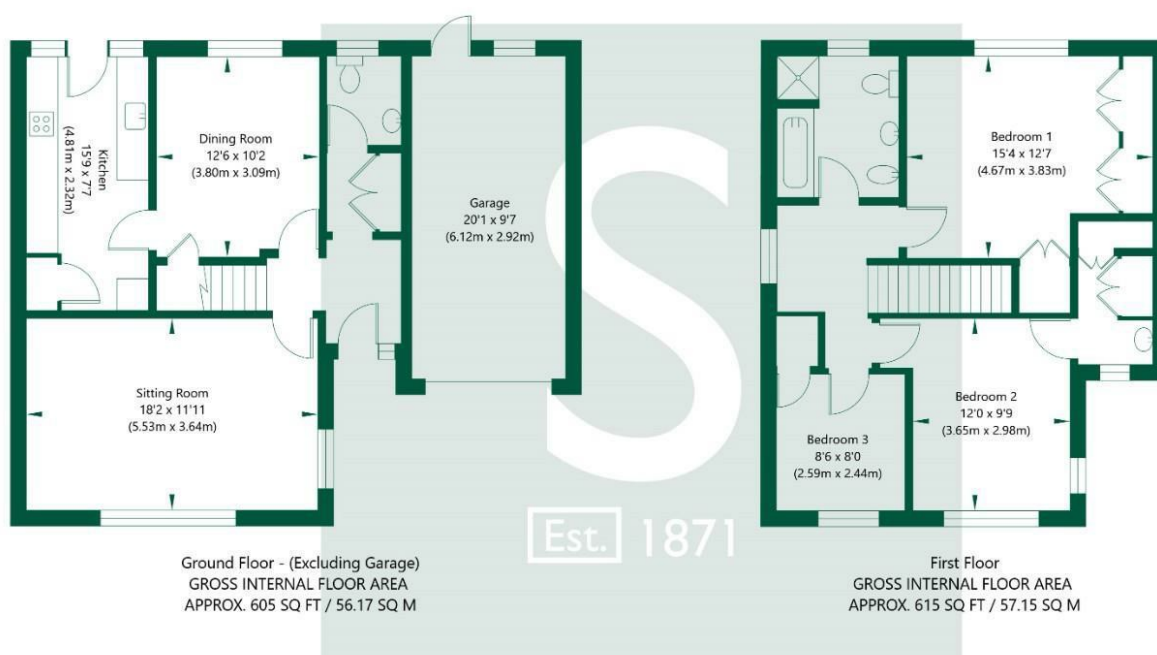 Kitchen
15'9 x 7'7
(4.81m x 2.32m)
Dining Room
12'6 x 10'2
(3.80m x 3.09m)
Garage
20'1 x 9'7
(6.12m x 2.92m)
Sitting Room
18'2 x 11'11
(5.53m x 3.64m)
Ground Floor - (Excluding Garage)
GROSS INTERNAL FLOOR AREA
APPROX. 605 SQ FT / 56.17 SQ M
S
Est. 1871
Bedroom 1
15'4 x 12'7
(4.67m x 3.83m)
Bedroom 2
12'0 x 9'9
(3.65m x 2.98m)
Bedroom 3
8'6 x 8'0
(2.59m x 2.44m)
First Floor
GROSS INTERNAL FLOOR AREA
APPROX. 615 SQ FT / 57.15 SQ M